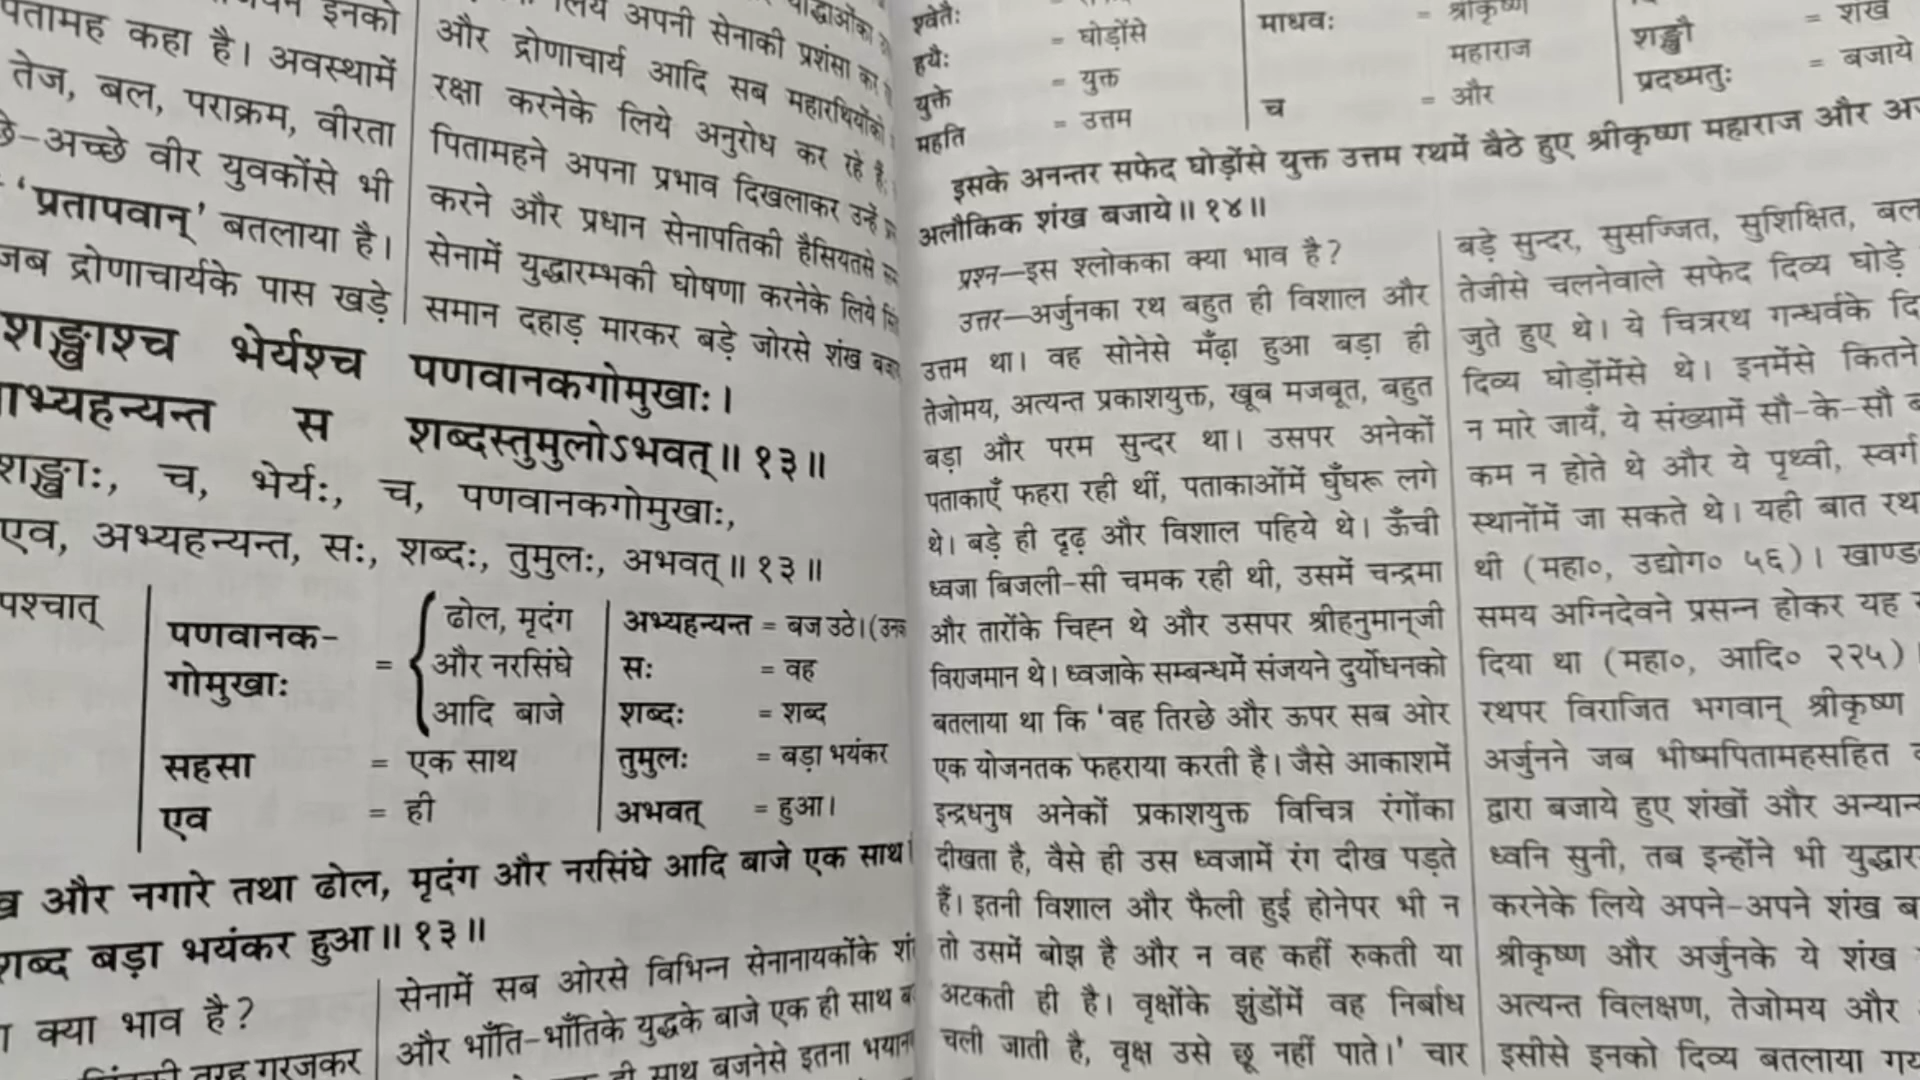 इनको
पतामह कहा है। अवस्थामें
तेज, बल, पराक्रम, वीरता
छे-अच्छे वीर युवकोंसे भी
'प्रतापवान्' बतलाया है।
जब द्रोणाचार्यके पास खड़े
लिये अपनी सेनाकी प्रशंसा का
और द्रोणाचार्य आदि सब महारथियोंको
रक्षा करनेके लिये अनुरोध कर रहे हैं;
पितामहने अपना प्रभाव दिखलाकर उन्हें
करने और प्रधान सेनापतिकी हैसियतसे
सेनामें युद्धारम्भकी घोषणा करनेके लिये
समान दहाड़ मारकर बड़े जोरसे शंख
शङ्खाश्च भेर्यश्च पणवानकगोमुखाः।
ाभ्यहन्यन्त स शब्दस्तुमुलोऽभवत्॥ १३॥
शङ्खाः, च, भेर्यः, च, पणवानकगोमुखाः,
एव, अभ्यहन्यन्त, सः, शब्दः, तुमुलः, अभवत्॥ १३॥
पश्चात्
पणवानक-
गोमुखाः = ढोल, मृदंग
और नरसिंघे
आदि बाजे
सहसा = एक साथ
एव = ही
अभ्यहन्यन्त = बज उठे।
सः = वह
शब्दः = शब्द
तुमुलः = बड़ा भयंकर
अभवत् = हुआ।
और नगारे तथा ढोल, मृदंग और नरसिंघे आदि बाजे एक साथ
शब्द बड़ा भयंकर हुआ॥ १३॥
क्या भाव है?
तरह गरजकर
सेनामें सब ओरसे विभिन्न सेनानायकोंके
और भाँति-भाँतिके युद्धके बाजे एक ही साथ
ही साथ बजनेसे इतना
श्वेतैः
हयैः = घोड़ोंसे
युक्ते = युक्त
महति = उत्तम
माधवः = श्रीकृष्ण
महाराज
च = और
शङ्खौ = शंख
प्रदध्मतुः = बजाये
इसके अनन्तर सफेद घोड़ोंसे युक्त उत्तम रथमें बैठे हुए श्रीकृष्ण महाराज और
अलौकिक शंख बजाये॥ १४॥
प्रश्न—इस श्लोकका क्या भाव है?
उत्तर—अर्जुनका रथ बहुत ही विशाल और
उत्तम था। वह सोनेसे मँढ़ा हुआ बड़ा ही
तेजोमय, अत्यन्त प्रकाशयुक्त, खूब मजबूत, बहुत
बड़ा और परम सुन्दर था। उसपर अनेकों
पताकाएँ फहरा रही थीं, पताकाओंमें घुँघरू लगे
थे। बड़े ही दृढ़ और विशाल पहिये थे। ऊँची
ध्वजा बिजली-सी चमक रही थी, उसमें चन्द्रमा
और तारोंके चिह्न थे और उसपर श्रीहनुमान्‌जी
विराजमान थे। ध्वजाके सम्बन्धमें संजयने दुर्योधनको
बतलाया था कि 'वह तिरछे और ऊपर सब ओर
एक योजनतक फहराया करती है। जैसे आकाशमें
इन्द्रधनुष अनेकों प्रकाशयुक्त विचित्र रंगोंका
दीखता है, वैसे ही उस ध्वजामें रंग दीख पड़ते
हैं। इतनी विशाल और फैली हुई होनेपर भी न
तो उसमें बोझ है और न वह कहीं रुकती या
अटकती ही है। वृक्षोंके झुंडोंमें वह निर्बाध
चली जाती है, वृक्ष उसे छू नहीं पाते।' चार
बड़े सुन्दर, सुसज्जित, सुशिक्षित,
तेजीसे चलनेवाले सफेद दिव्य घोड़े
जुते हुए थे। ये चित्ररथ गन्धर्वके
दिव्य घोड़ोंमेंसे थे। इनमेंसे कितने
न मारे जायँ, ये संख्यामें सौ-के-सौ
कम न होते थे और ये पृथ्वी, स्वर्ग
स्थानोंमें जा सकते थे। यही बात रथ
थी (महा०, उद्योग० ५६)। खाण्ड
समय अग्निदेवने प्रसन्न होकर यह
दिया था (महा०, आदि० २२५)
रथपर विराजित भगवान् श्रीकृष्ण
अर्जुनने जब भीष्मपितामहसहित
द्वारा बजाये हुए शंखों और
ध्वनि सुनी, तब इन्होंने भी
करनेके लिये अपने-अपने शंख
श्रीकृष्ण और अर्जुनके ये शंख
अत्यन्त विलक्षण, तेजोमय और
इसीसे इनको दिव्य बतलाया